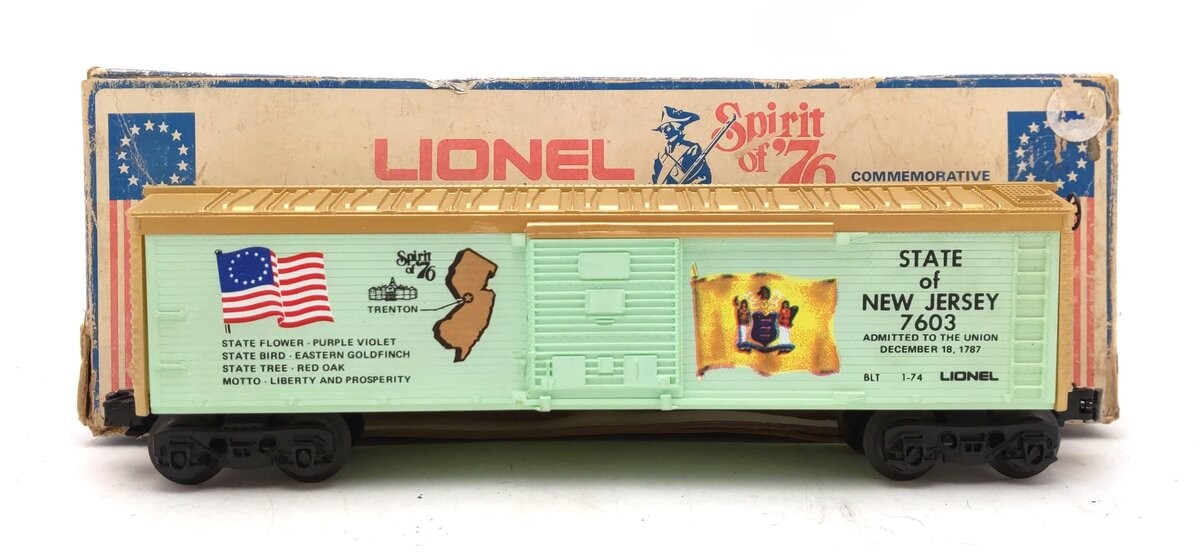 LIONEL
Spirit
of '76
COMMEMORATIVE
Spirit
of '76
TRENTON
STATE FLOWER - PURPLE VIOLET
STATE BIRD - EASTERN GOLDFINCH
STATE TREE - RED OAK
MOTTO - LIBERTY AND PROSPERITY
STATE
of
NEW JERSEY
7603
ADMITTED TO THE UNION
DECEMBER 18, 1787
BLT 1-74 LIONEL